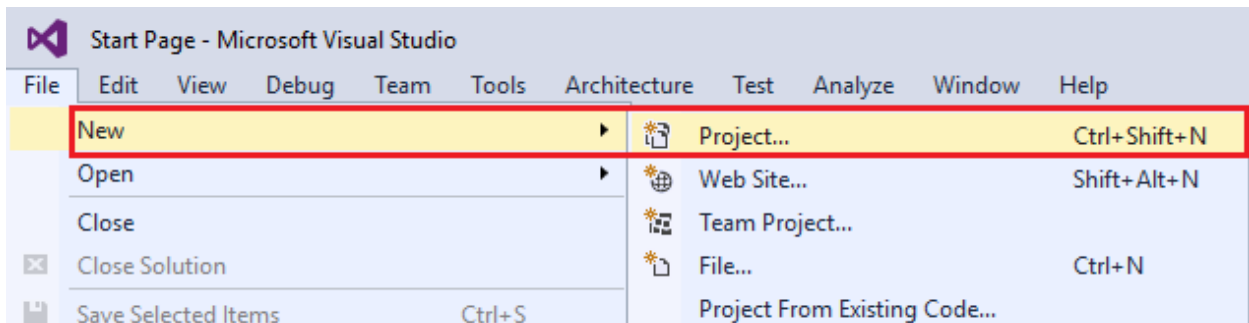 Start Page - Microsoft Visual Studio
File Edit View Debug Team Tools Architecture Test Analyze Window Help
New
Open
Close
Close Solution
Save Selected Items Ctrl+S
Project... Ctrl+Shift+N
Web Site... Shift+Alt+N
Team Project...
File... Ctrl+N
Project From Existing Code...